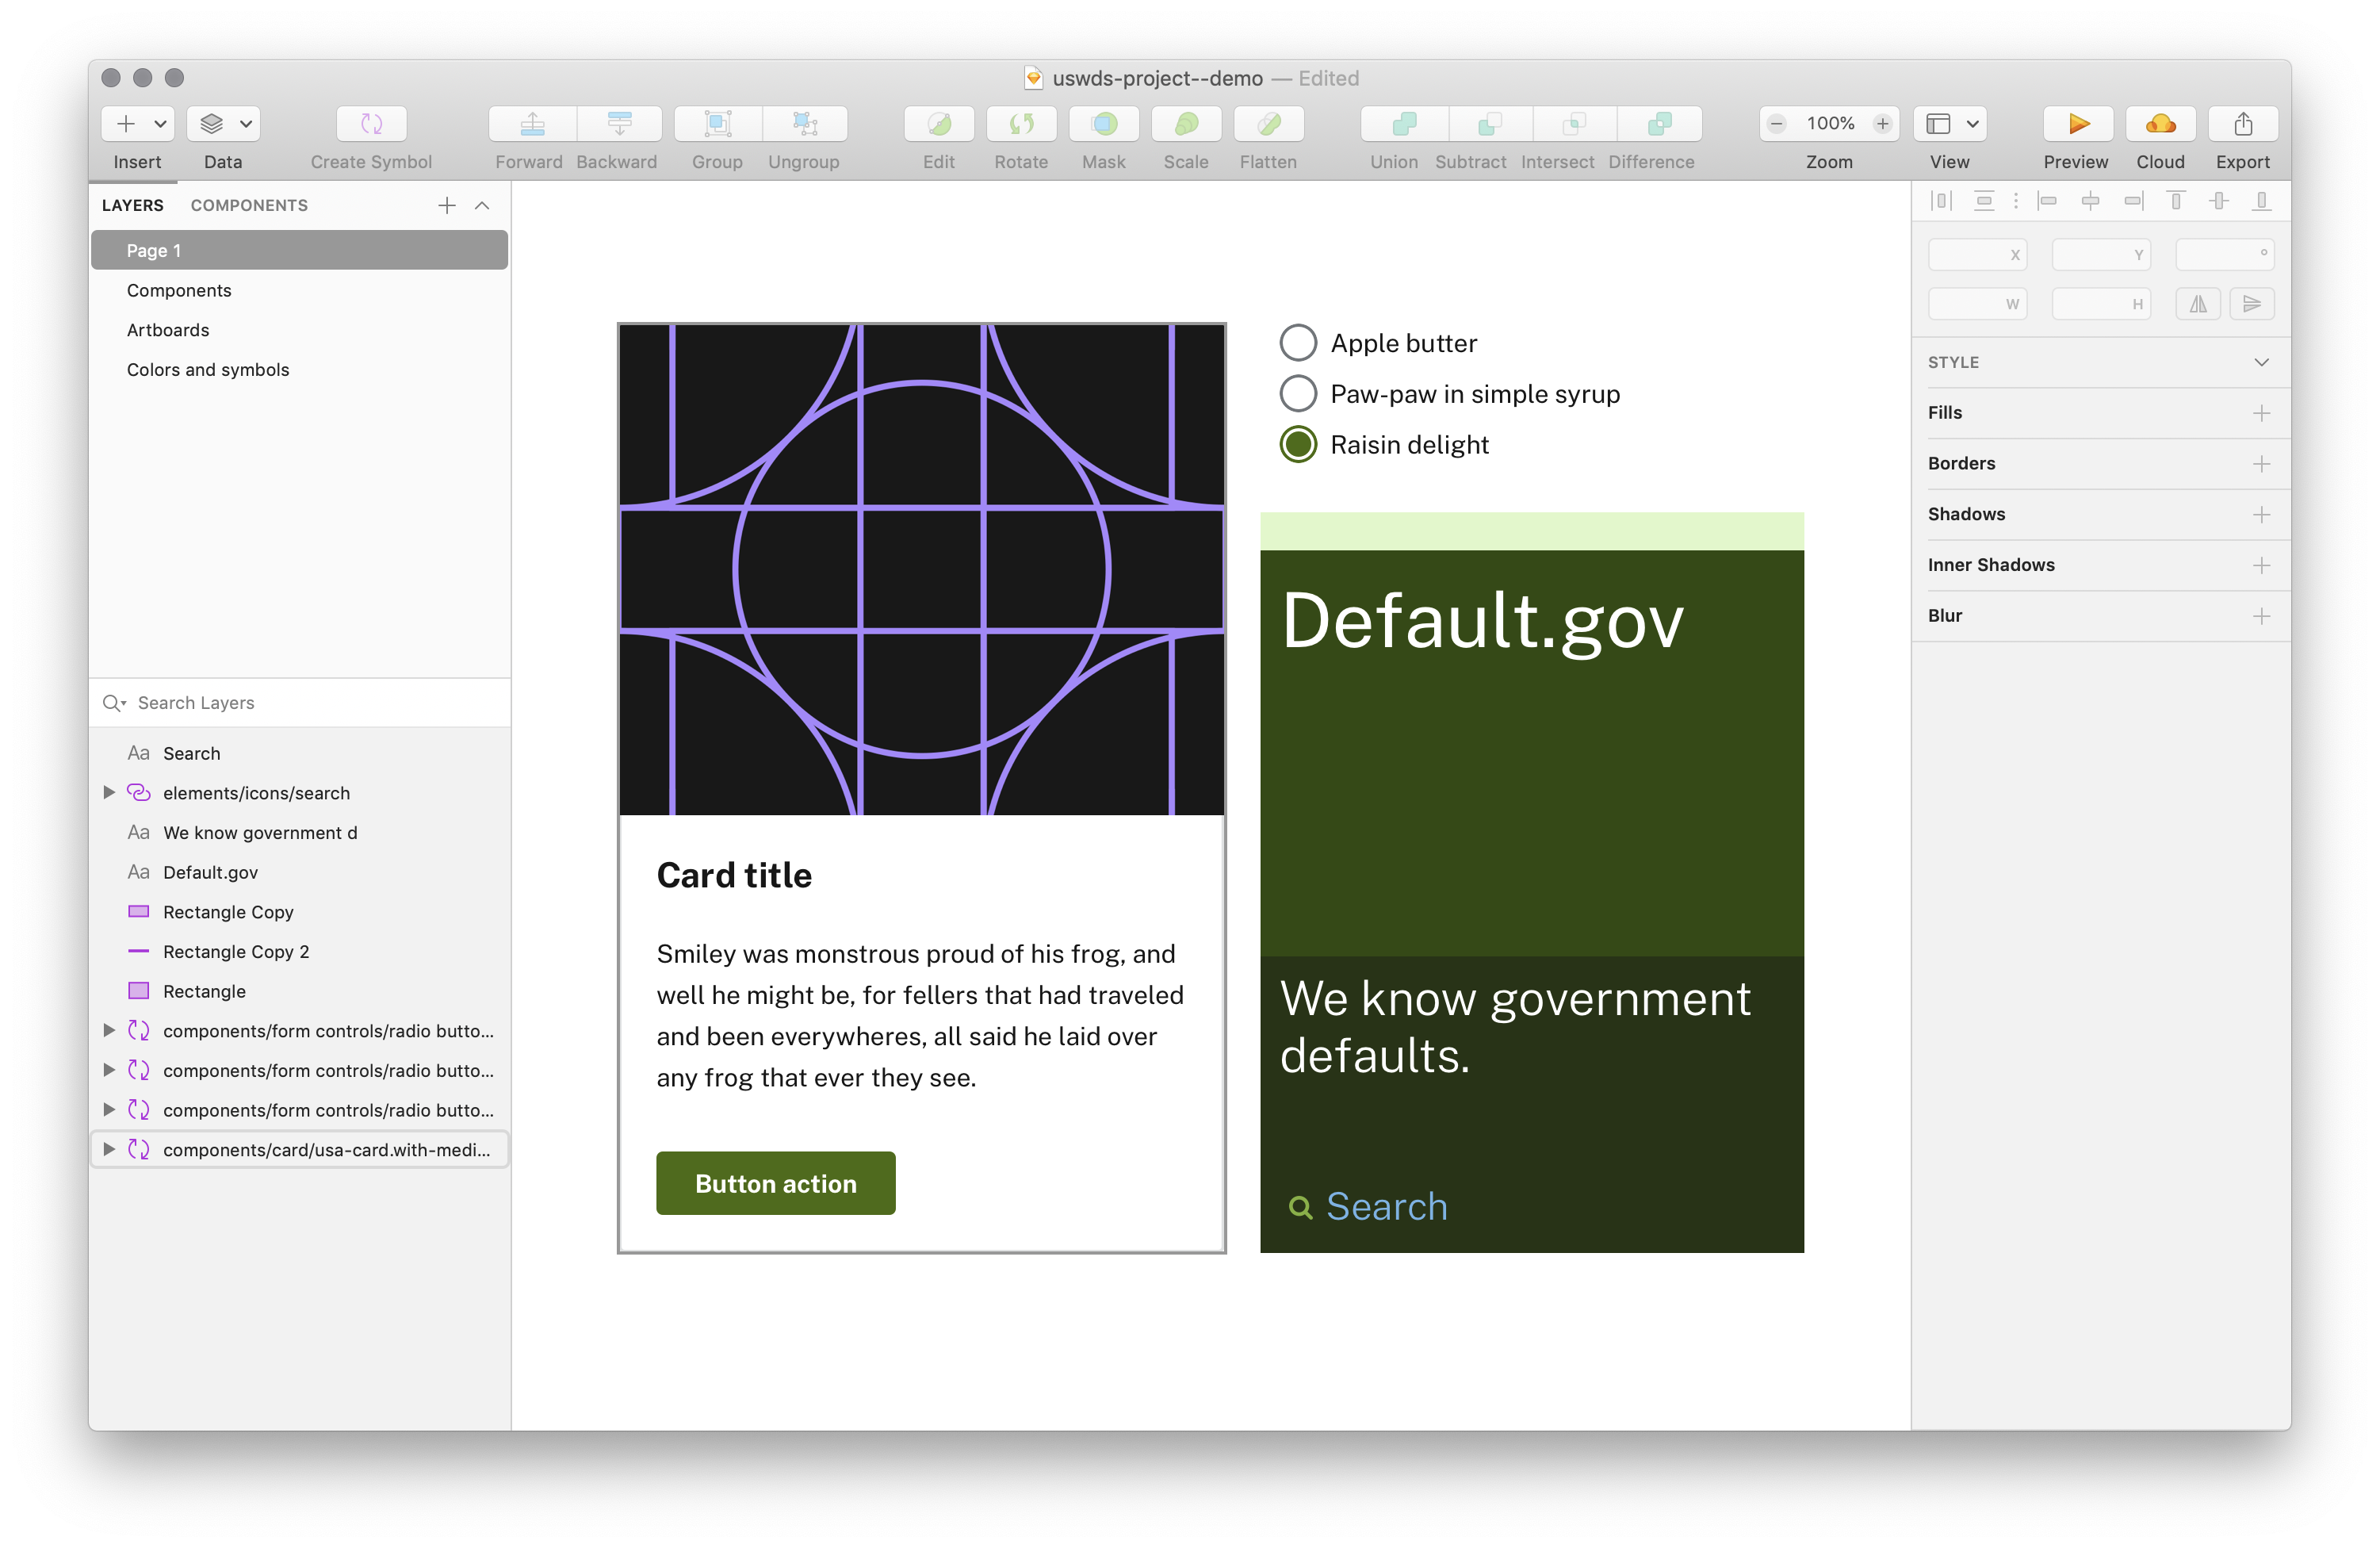 uswds-project--demo — Edited
100%
Insert
Data
Create Symbol
Forward
Backward
Group
Ungroup
Edit
Rotate
Mask
Scale
Flatten
Union
Subtract
Intersect
Difference
Zoom
View
Preview
Cloud
Export
LAYERS
COMPONENTS
Page 1
Components
Artboards
Colors and symbols
Search Layers
Aa Search
elements/icons/search
Aa We know government d
Aa Default.gov
Rectangle Copy
Rectangle Copy 2
Rectangle
components/form controls/radio butto...
components/form controls/radio butto...
components/form controls/radio butto...
components/card/usa-card.with-medi...
Card title
Smiley was monstrous proud of his frog, and
well he might be, for fellers that had traveled
and been everywheres, all said he laid over
any frog that ever they see.
Button action
Apple butter
Paw-paw in simple syrup
Raisin delight
Default.gov
We know government
defaults.
Search
X
Y
°
W
H
STYLE
Fills
Borders
Shadows
Inner Shadows
Blur